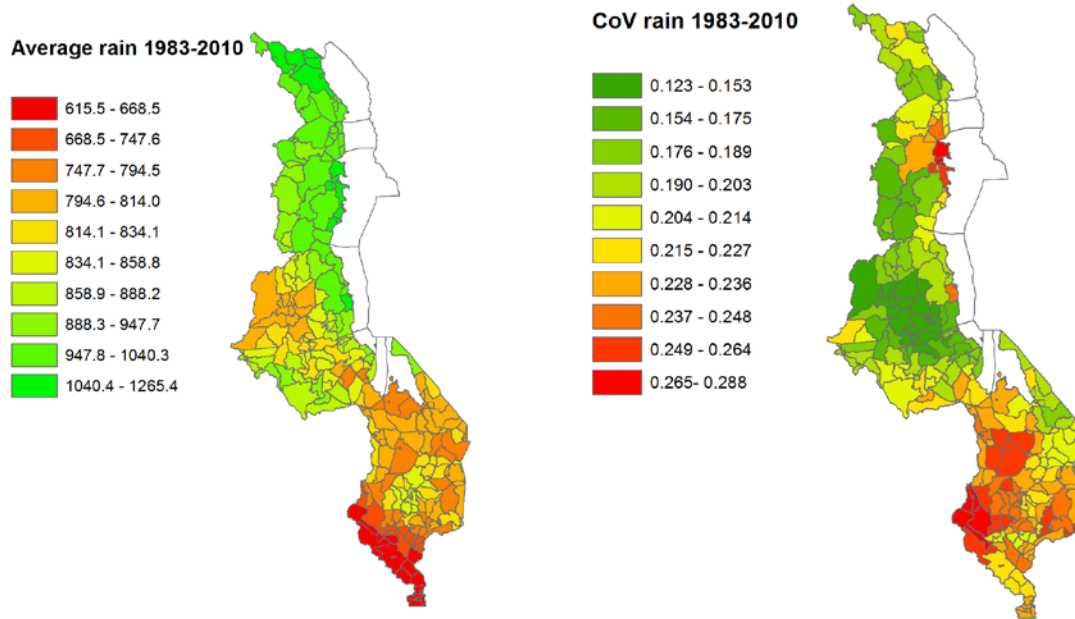 Average rain 1983-2010
615.5 - 668.5
668.5 - 747.6
747.7 - 794.5
794.6 - 814.0
814.1 - 834.1
834.1 - 858.8
858.9 - 888.2
888.3 - 947.7
947.8 - 1040.3
1040.4 - 1265.4
CoV rain 1983-2010
0.123 - 0.153
0.154 - 0.175
0.176 - 0.189
0.190 - 0.203
0.204 - 0.214
0.215 - 0.227
0.228 - 0.236
0.237 - 0.248
0.249 - 0.264
0.265- 0.288